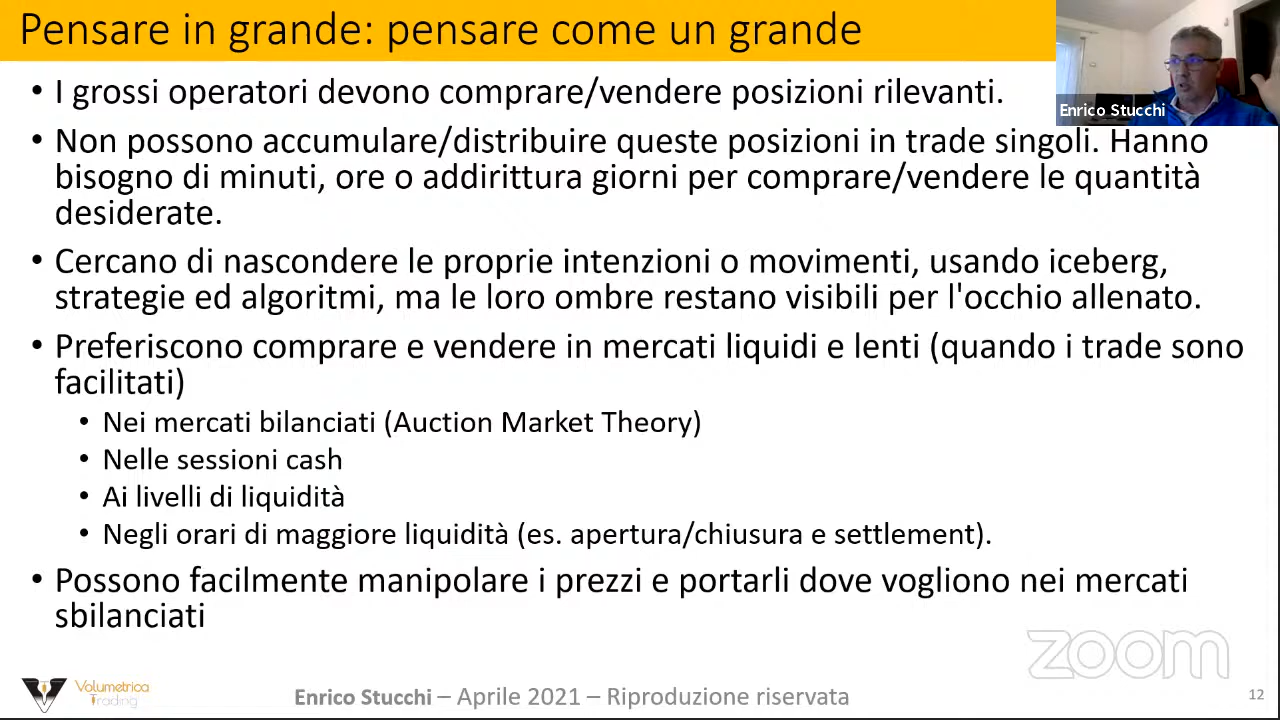 Pensare in grande: pensare come un grande
Enrico Stucchi
• I grossi operatori devono comprare/vendere posizioni rilevanti.
• Non possono accumulare/distribuire queste posizioni in trade singoli. Hanno
bisogno di minuti, ore o addirittura giorni per comprare/vendere le quantità
desiderate.
• Cercano di nascondere le proprie intenzioni o movimenti, usando iceberg,
strategie ed algoritmi, ma le loro ombre restano visibili per l'occhio allenato.
• Preferiscono comprare e vendere in mercati liquidi e lenti (quando i trade sono
facilitati)
• Nei mercati bilanciati (Auction Market Theory)
• Nelle sessioni cash
• Ai livelli di liquidità
• Negli orari di maggiore liquidità (es. apertura/chiusura e settlement).
• Possono facilmente manipolare i prezzi e portarli dove vogliono nei mercati
sbilanciati
zoom
Volumetrica
Trading
Enrico Stucchi – Aprile 2021 – Riproduzione riservata
12